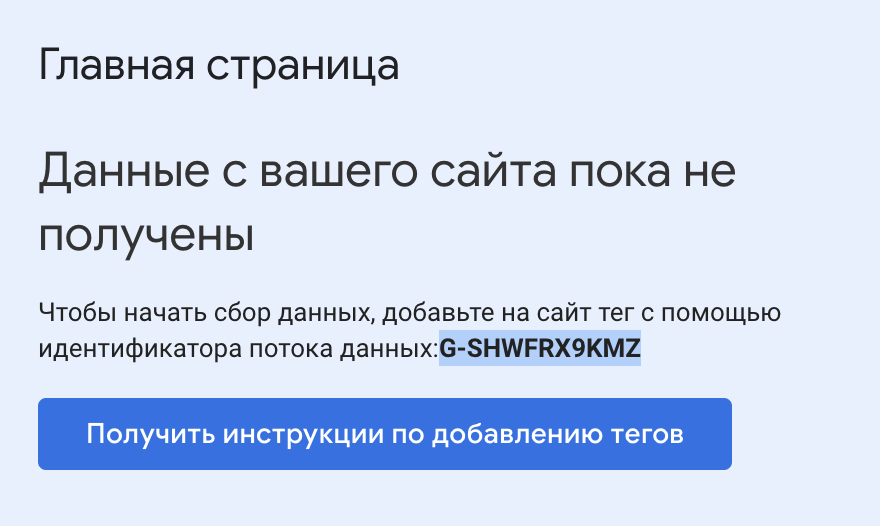 Главная страница
Данные с вашего сайта пока не
получены
Чтобы начать сбор данных, добавьте на сайт тег с помощью
идентификатора потока данных:G-SHWFRX9KMZ
Получить инструкции по добавлению тегов